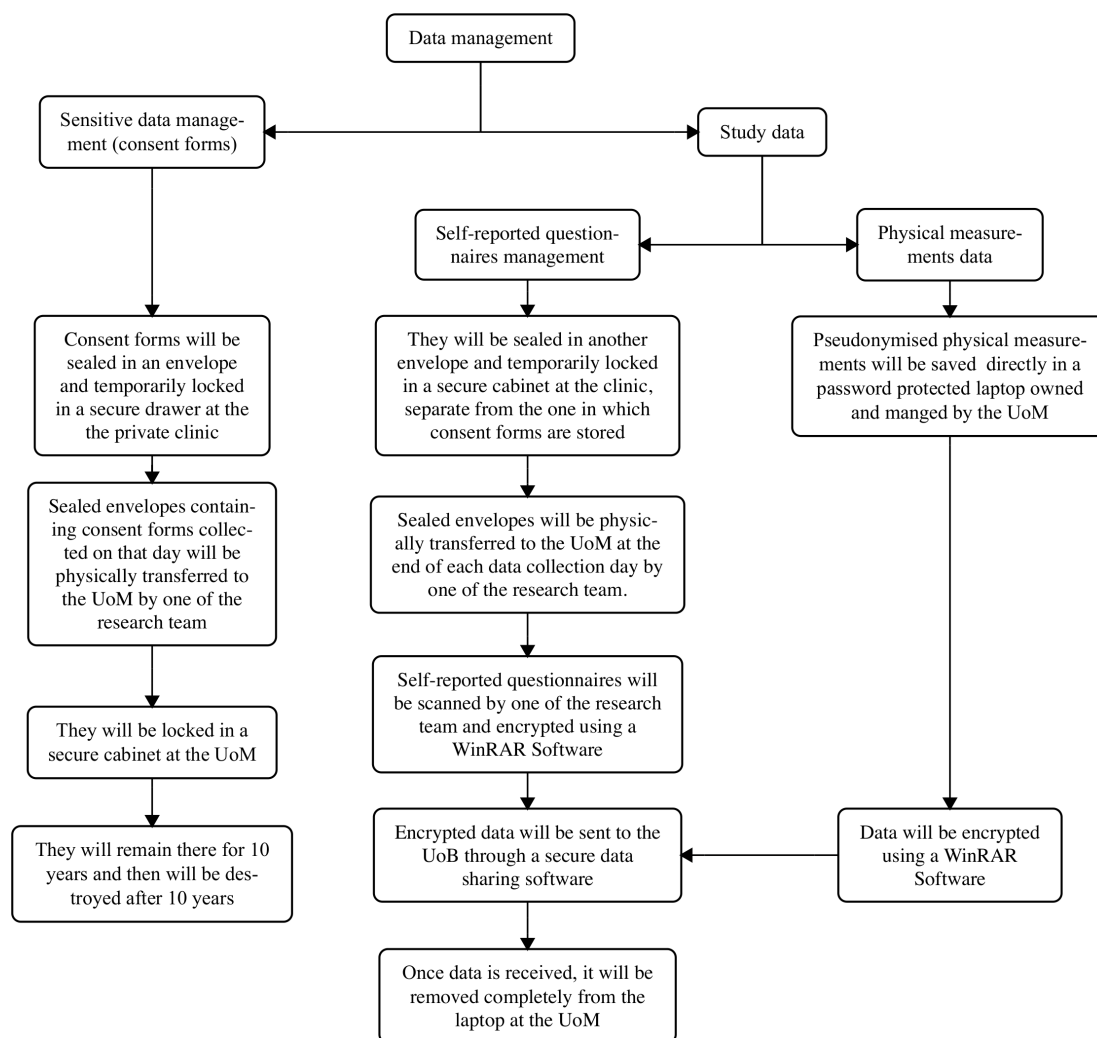 Data management
Sensitive data manage-
ment (consent forms)
Study data
Self-reported question-
naires management
Physical measure-
ments data
Consent forms will be
sealed in an envelope
and temporarily locked
in a secure drawer at the
the private clinic
They will be sealed in another
envelope and temporarily locked
in a secure cabinet at the clinic,
separate from the one in which
consent forms are stored
Pseudonymised physical measure-
ments will be saved  directly in a
password protected laptop owned
and manged by the UoM
Sealed envelopes contain-
ing consent forms collec-
ted on that day will be
physically transferred to
the UoM by one of the
research team
Sealed envelopes will be physic-
ally transferred to the UoM at the
end of each data collection day by
one of the research team.
Self-reported questionnaires will
be scanned by one of the research
team and encrypted using a
WinRAR Software
They will be locked in a
secure cabinet at the UoM
They will remain there for 10
years and then will be des-
troyed after 10 years
Encrypted data will be sent to the
UoB through a secure data
sharing software
Data will be encrypted
using a WinRAR
Software
Once data is received, it will be
removed completely from the
laptop at the UoM